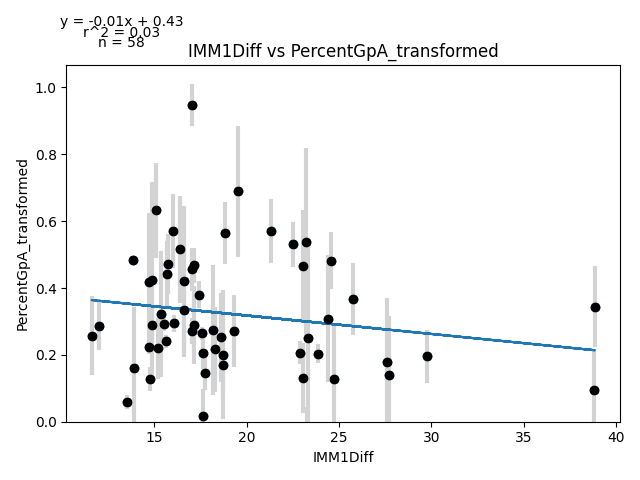 y = -0.01x + 0.43
r^2 = 0.03
n = 58
IMM1Diff vs PercentGpA_transformed
PercentGpA_transformed
1.0
0.8
0.6
0.4
0.2
0.0
15 20 25 30 35 40
IMM1Diff